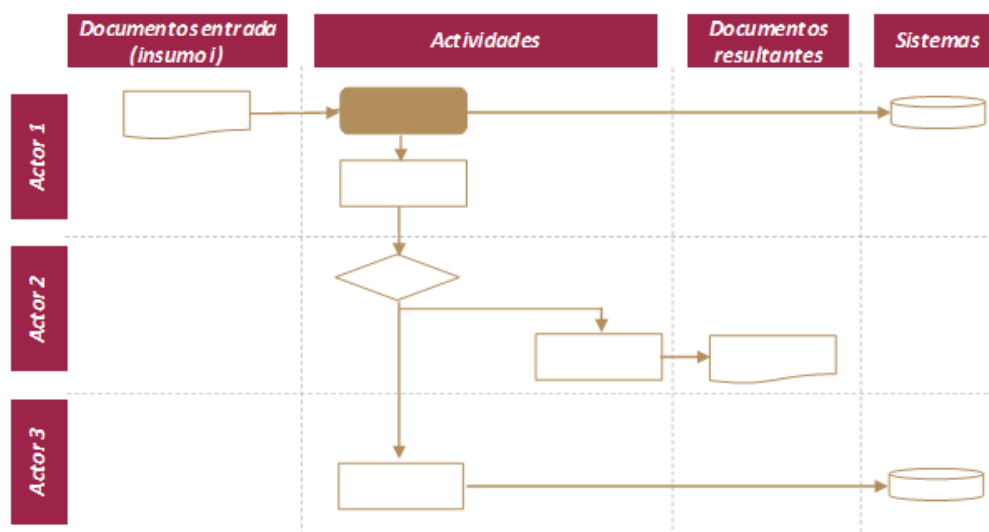 Documentos entrada
(insumo i)
Actividades
Documentos
resultantes
Sistemas
Actor 1
Actor 2
Actor 3